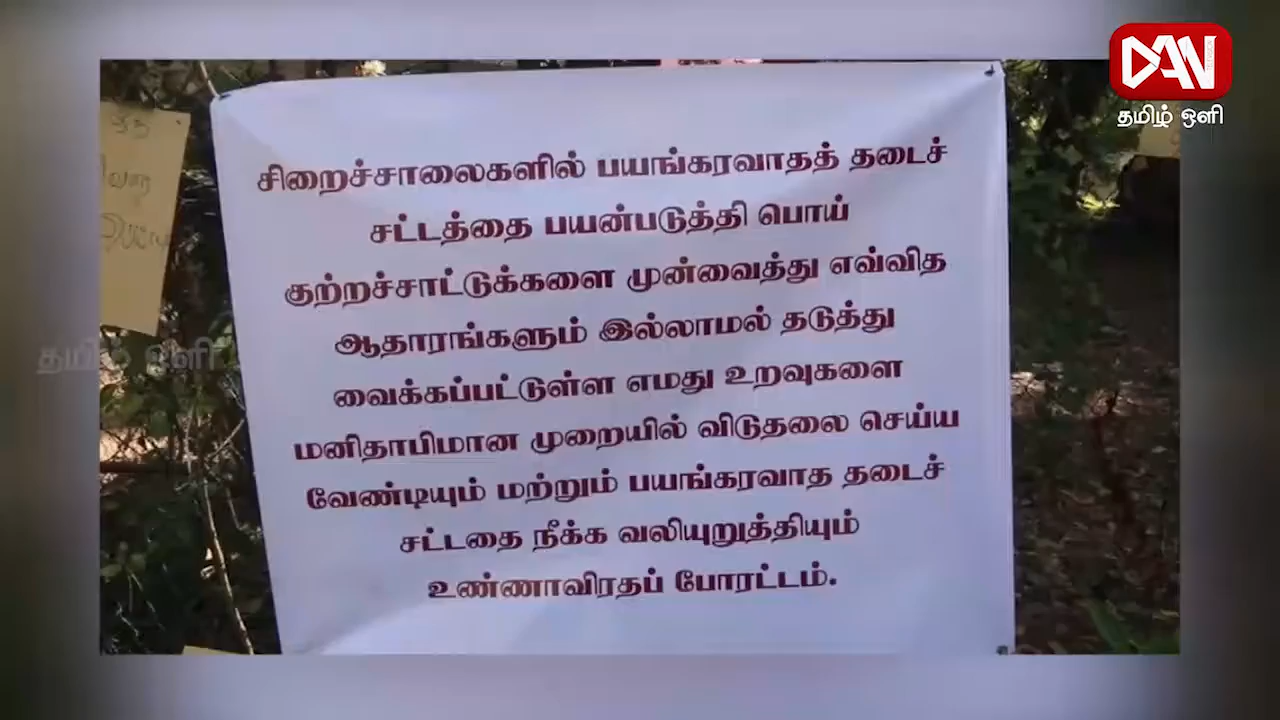 DAN
தமிழ் ஒளி
சிறைச்சாலைகளில் பயங்கரவாதத் தடைச்
சட்டத்தை பயன்படுத்தி பொய்
குற்றச்சாட்டுக்களை முன்வைத்து எவ்வித
ஆதாரங்களும் இல்லாமல் தடுத்து
வைக்கப்பட்டுள்ள எமது உறவுகளை
மனிதாபிமான முறையில் விடுதலை செய்ய
வேண்டியும் மற்றும் பயங்கரவாத தடைச்
சட்டதை நீக்க வலியுறுத்தியும்
உண்ணாவிரதப் போரட்டம்.
தமிழ் ஒளி